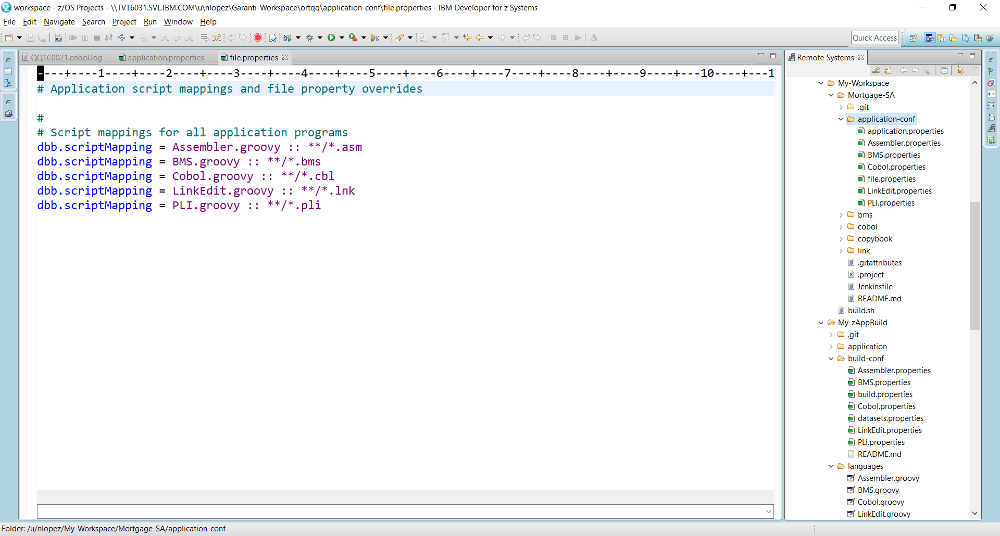 workspace - z/OS Projects - \\TVT6031.SVL.IBM.COM\u\nlopez\Garanti-Workspace\ortqq\application-conf\file.properties - IBM Developer for z Systems
File Edit Navigate Search Project Run Window Help
Quick Access
QQ1C0021.cobol.log application.properties file.properties
----+----1----+----2----+----3----+----4----+----5----+----6----+----7----+----8----+----9----+---10----+---1
# Application script mappings and file property overrides
#
# Script mappings for all application programs
dbb.scriptMapping = Assembler.groovy :: **/*.asm
dbb.scriptMapping = BMS.groovy :: **/*.bms
dbb.scriptMapping = Cobol.groovy :: **/*.cbl
dbb.scriptMapping = LinkEdit.groovy :: **/*.lnk
dbb.scriptMapping = PLI.groovy :: **/*.pli
Remote Systems
My-Workspace
Mortgage-SA
.git
application-conf
application.properties
Assembler.properties
BMS.properties
Cobol.properties
file.properties
LinkEdit.properties
PLI.properties
bms
cobol
copybook
link
.gitattributes
.project
Jenkinsfile
README.md
build.sh
My-zAppBuild
.git
application
build-conf
Assembler.properties
BMS.properties
build.properties
Cobol.properties
datasets.properties
LinkEdit.properties
PLI.properties
README.md
languages
Assembler.groovy
BMS.groovy
Cobol.groovy
LinkEdit.groovy
Folder: /u/nlopez/My-Workspace/Mortgage-SA/application-conf